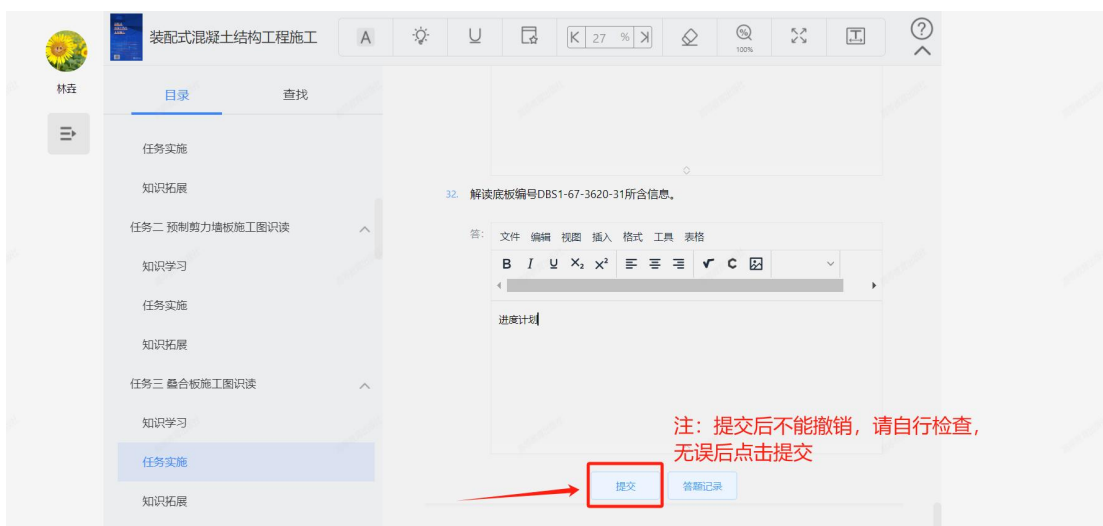 装配式混凝土结构工程施工
A
U
27 %
100%
林垚
目录
查找
任务实施
知识拓展
任务二 预制剪力墙板施工图识读
知识学习
任务实施
知识拓展
任务三 叠合板施工图识读
知识学习
任务实施
知识拓展
32. 解读底板编号DBS1-67-3620-31所含信息。
答:
文件 编辑 视图 插入 格式 工具 表格
B I U X₂ X² C
进度计划
注：提交后不能撤销，请自行检查，
无误后点击提交
提交
答题记录